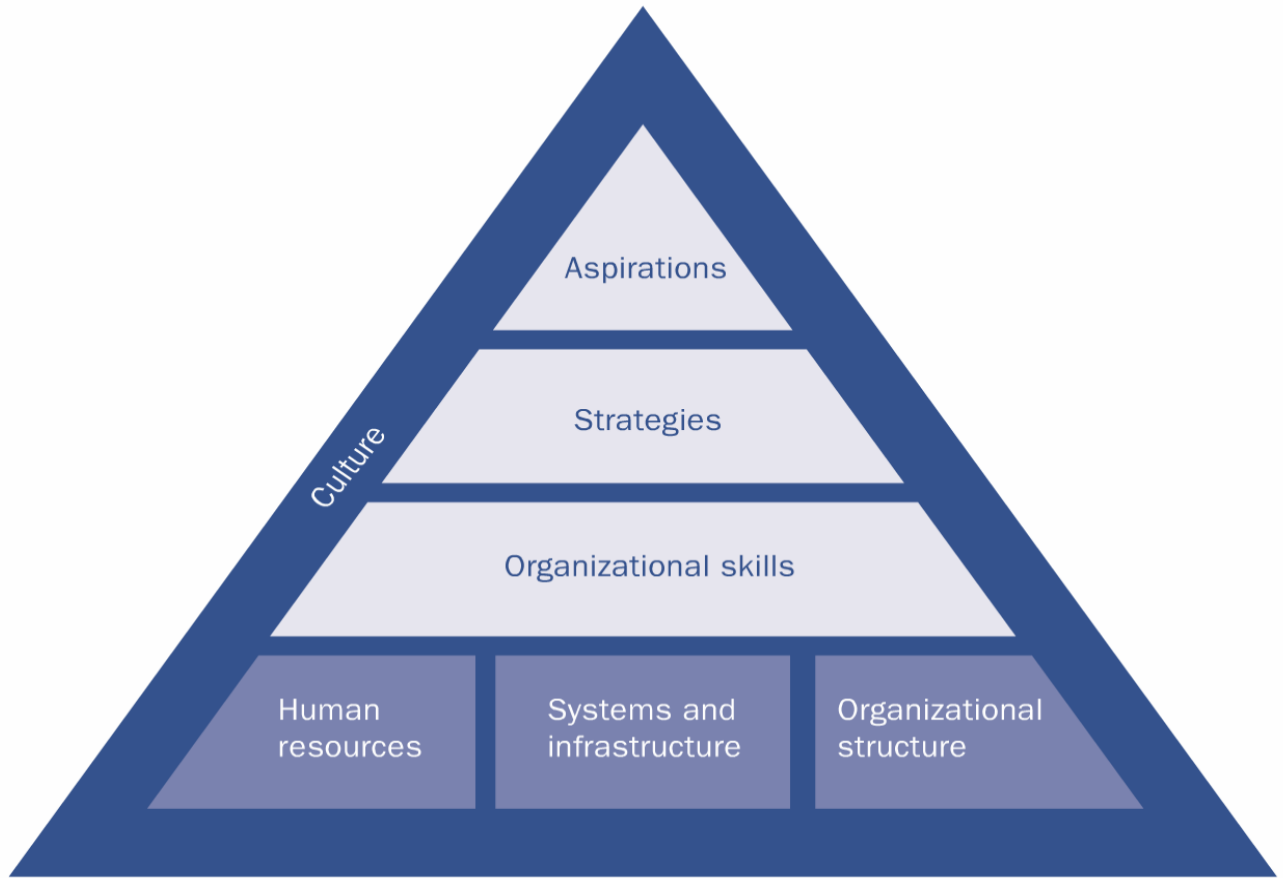 Aspirations
Strategies
Culture
Organizational skills
Human
resources
Systems and
infrastructure
Organizational
structure